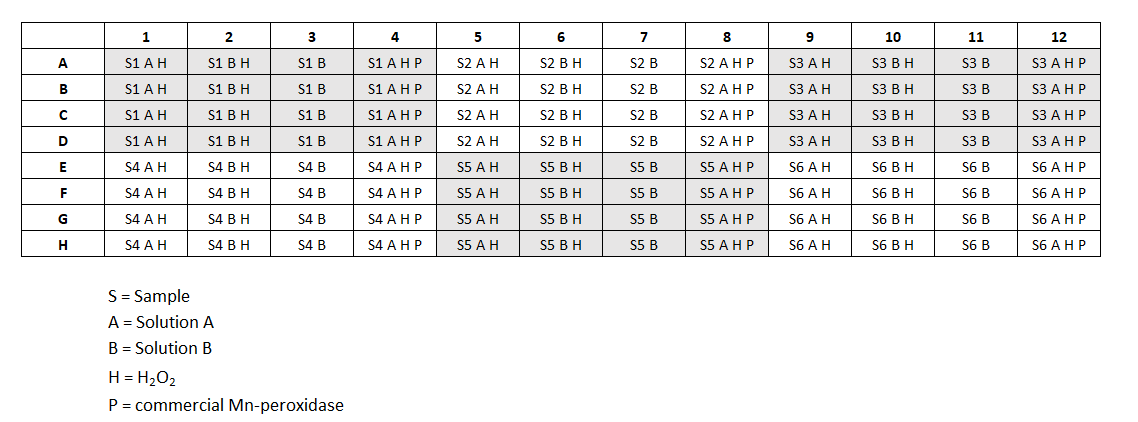 1 2 3 4 5 6 7 8 9 10 11 12
A S1 A H S1 B H S1 B S1 A H P S2 A H S2 B H S2 B S2 A H P S3 A H S3 B H S3 B S3 A H P
B S1 A H S1 B H S1 B S1 A H P S2 A H S2 B H S2 B S2 A H P S3 A H S3 B H S3 B S3 A H P
C S1 A H S1 B H S1 B S1 A H P S2 A H S2 B H S2 B S2 A H P S3 A H S3 B H S3 B S3 A H P
D S1 A H S1 B H S1 B S1 A H P S2 A H S2 B H S2 B S2 A H P S3 A H S3 B H S3 B S3 A H P
E S4 A H S4 B H S4 B S4 A H P S5 A H S5 B H S5 B S5 A H P S6 A H S6 B H S6 B S6 A H P
F S4 A H S4 B H S4 B S4 A H P S5 A H S5 B H S5 B S5 A H P S6 A H S6 B H S6 B S6 A H P
G S4 A H S4 B H S4 B S4 A H P S5 A H S5 B H S5 B S5 A H P S6 A H S6 B H S6 B S6 A H P
H S4 A H S4 B H S4 B S4 A H P S5 A H S5 B H S5 B S5 A H P S6 A H S6 B H S6 B S6 A H P
S = Sample
A = Solution A
B = Solution B
H = H₂O₂
P = commercial Mn-peroxidase